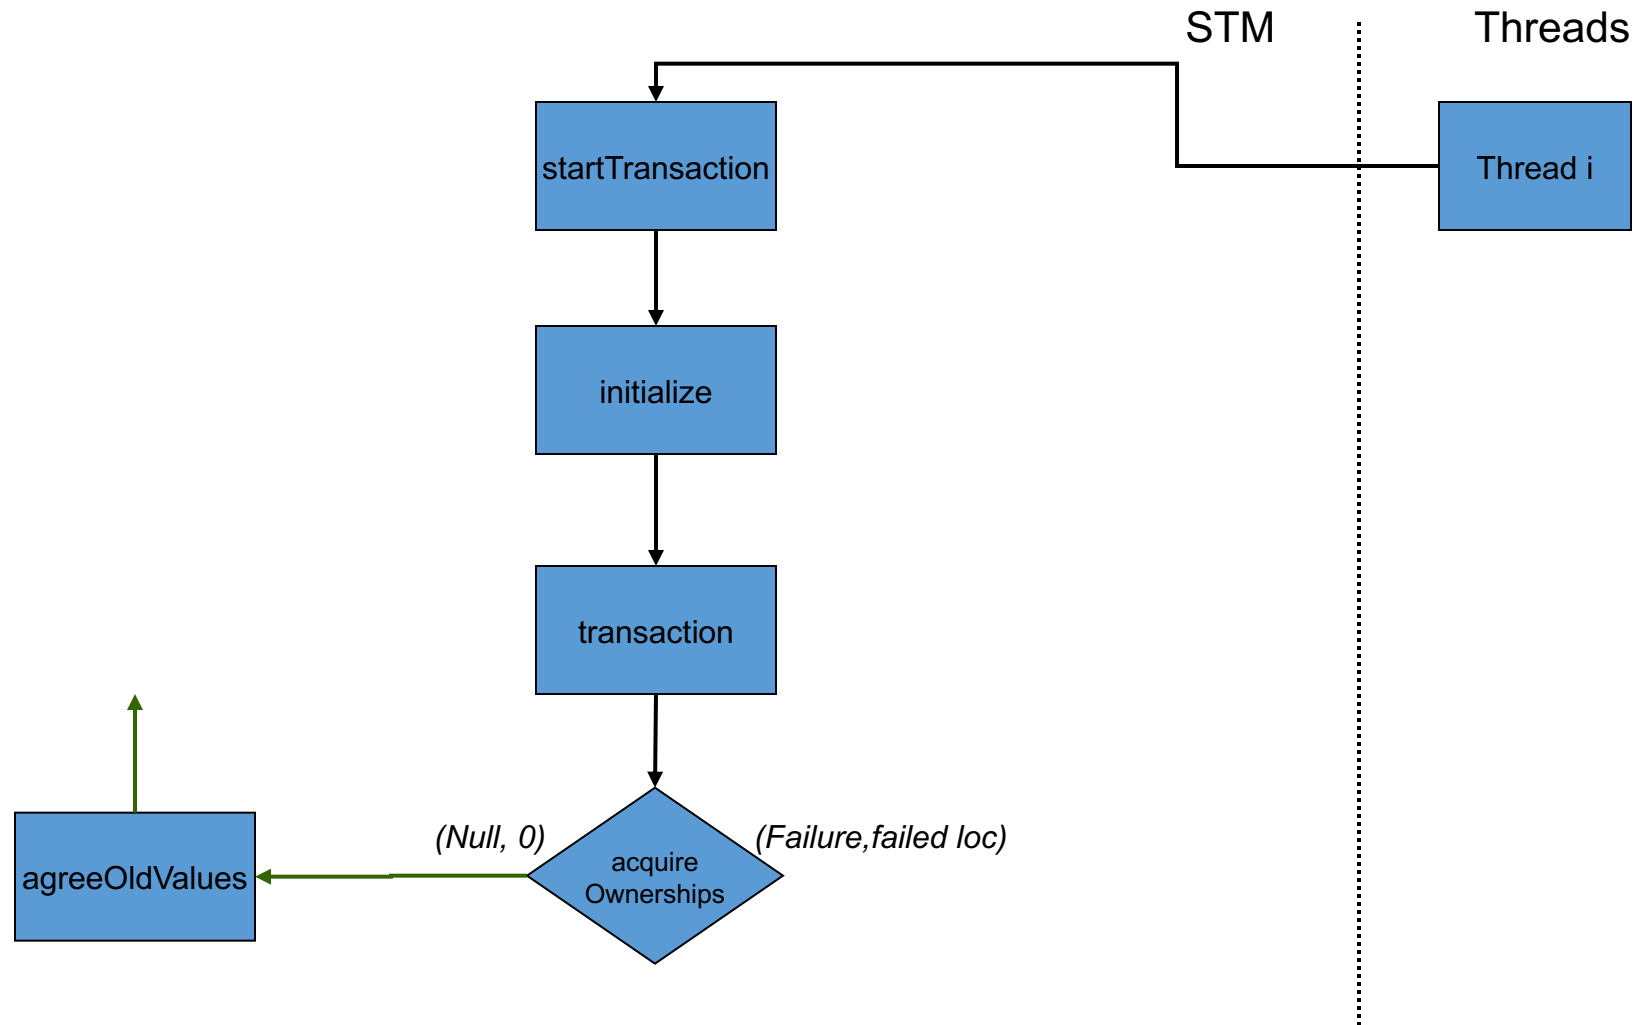 STM
Threads
startTransaction
Thread i
initialize
transaction
(Null, 0)
(Failure,failed loc)
acquire
Ownerships
agreeOldValues